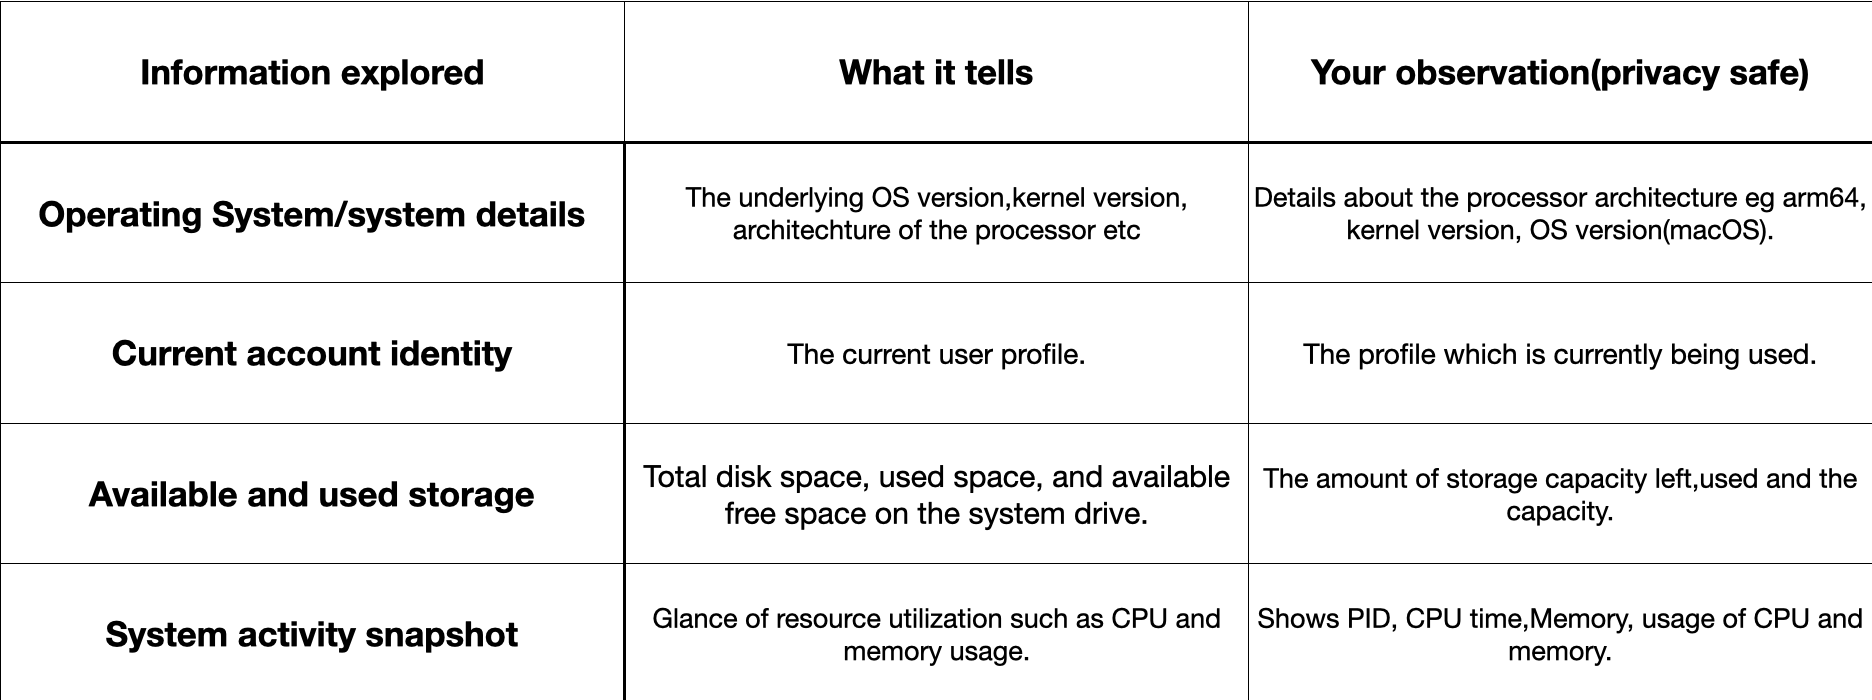 Information explored
What it tells
Your observation(privacy safe)
Operating System/system details
The underlying OS version,kernel version,
architechture of the processor etc
Details about the processor architecture eg arm64,
kernel version, OS version(macOS).
Current account identity
The current user profile.
The profile which is currently being used.
Available and used storage
Total disk space, used space, and available
free space on the system drive.
The amount of storage capacity left,used and the
capacity.
System activity snapshot
Glance of resource utilization such as CPU and
memory usage.
Shows PID, CPU time,Memory, usage of CPU and
memory.